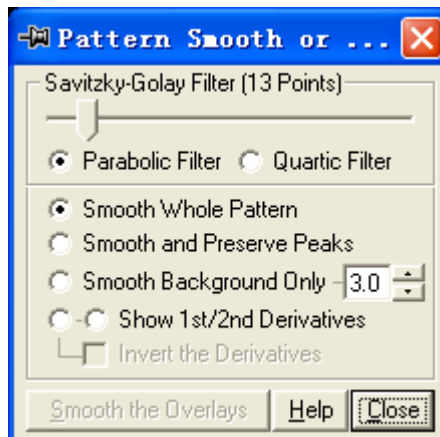 Pattern Smooth or ...
Savitzky-Golay Filter (13 Points)
Parabolic Filter Quartic Filter
Smooth Whole Pattern
Smooth and Preserve Peaks
Smooth Background Only 3.0
Show 1st/2nd Derivatives
Invert the Derivatives
Smooth the Overlays Help Close